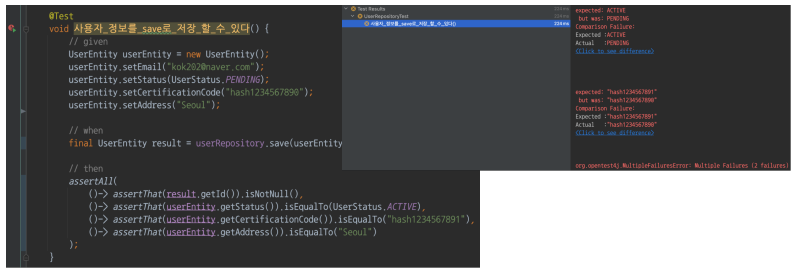 @Test
void 사용자_정보를_save로_저장_할_수_있다() {
// given
UserEntity userEntity = new UserEntity();
userEntity.setEmail("kok202@naver.com");
userEntity.setStatus(UserStatus.PENDING);
userEntity.setCertificationCode("hash1234567890");
userEntity.setAddress("Seoul");
// when
final UserEntity result = userRepository.save(userEntity
// then
assertAll(
()-> assertThat(result.getId()).isNotNull(),
()-> assertThat(userEntity.getStatus()).isEqualTo(UserStatus.ACTIVE),
()-> assertThat(userEntity.getCertificationCode()).isEqualTo("hash1234567891"),
()-> assertThat(userEntity.getAddress()).isEqualTo("Seoul")
);
}
Test Results 224 ms
UserRepositoryTest 224 ms
사용자_정보를_save로_저장_할_수_있다() 224 ms
expected: ACTIVE
but was: PENDING
Comparison Failure:
Expected :ACTIVE
Actual :PENDING
<Click to see difference>
expected: "hash1234567891"
but was: "hash1234567890"
Comparison Failure:
Expected :"hash1234567891"
Actual :"hash1234567890"
<Click to see difference>
org.opentest4j.MultipleFailuresError: Multiple Failures (2 failures)